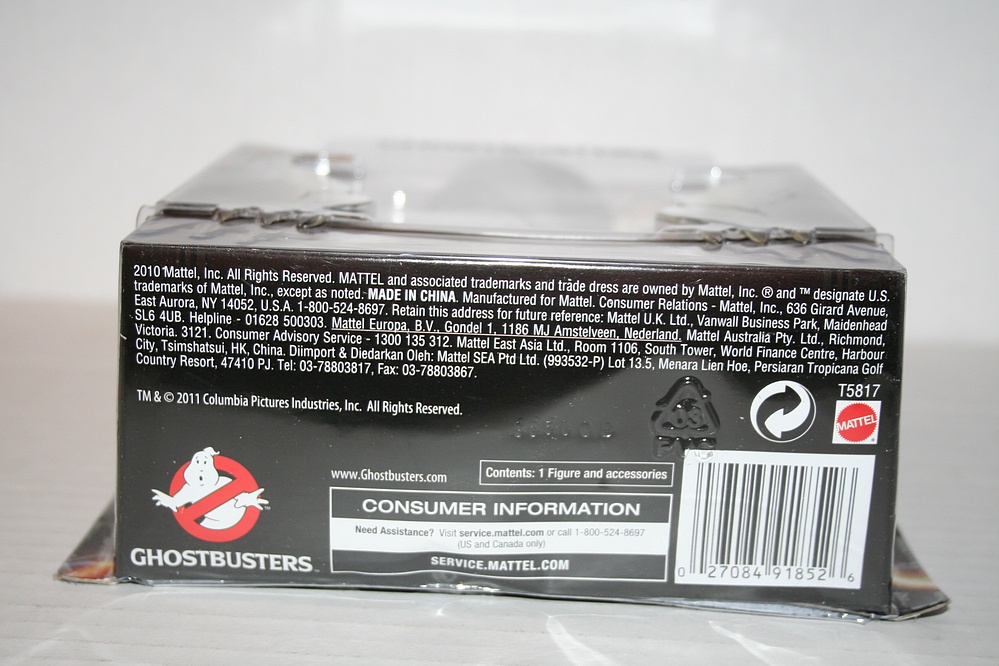 2010 Mattel, Inc. All Rights Reserved. MATTEL and associated trademarks and trade dress are owned by Mattel, Inc. ® and ™ designate U.S.
trademarks of Mattel, Inc., except as noted. MADE IN CHINA. Manufactured for Mattel. Consumer Relations - Mattel, Inc., 636 Girard Avenue,
East Aurora, NY 14052, U.S.A. 1-800-524-8697. Retain this address for future reference: Mattel U.K. Ltd., Vanwall Business Park, Maidenhead
SL6 4UB. Helpline - 01628 500303. Mattel Europa, B.V., Gondel 1, 1186 MJ Amstelveen, Nederland. Mattel Australia Pty. Ltd., Richmond,
Victoria. 3121. Consumer Advisory Service - 1300 135 312. Mattel East Asia Ltd., Room 1106, South Tower, World Finance Centre, Harbour
City, Tsimshatsui, HK, China. Diimport & Diedarkan Oleh: Mattel SEA Ptd Ltd. (993532-P) Lot 13.5, Menara Lien Hoe, Persiaran Tropicana Golf
Country Resort, 47410 PJ. Tel: 03-78803817, Fax: 03-78803867.
TM & © 2011 Columbia Pictures Industries, Inc. All Rights Reserved.
T5817
MATTEL
www.Ghostbusters.com
Contents: 1 Figure and accessories
CONSUMER INFORMATION
Need Assistance? Visit service.mattel.com or call 1-800-524-8697
(US and Canada only)
SERVICE.MATTEL.COM
GHOSTBUSTERS™
0 27084 91852 6